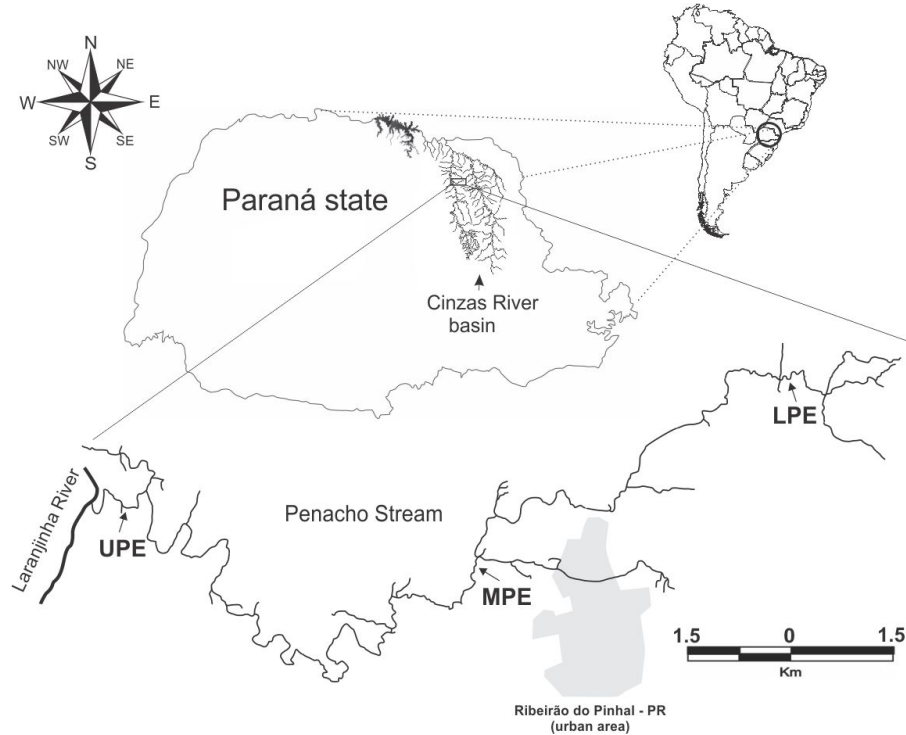 N
NW
NE
W
E
SW
SE
S
Paraná state
Cinzas River
basin
LPE
Laranjinha River
Penacho Stream
UPE
MPE
1.5
0
1.5
Km
Ribeirão do Pinhal - PR
(urban area)